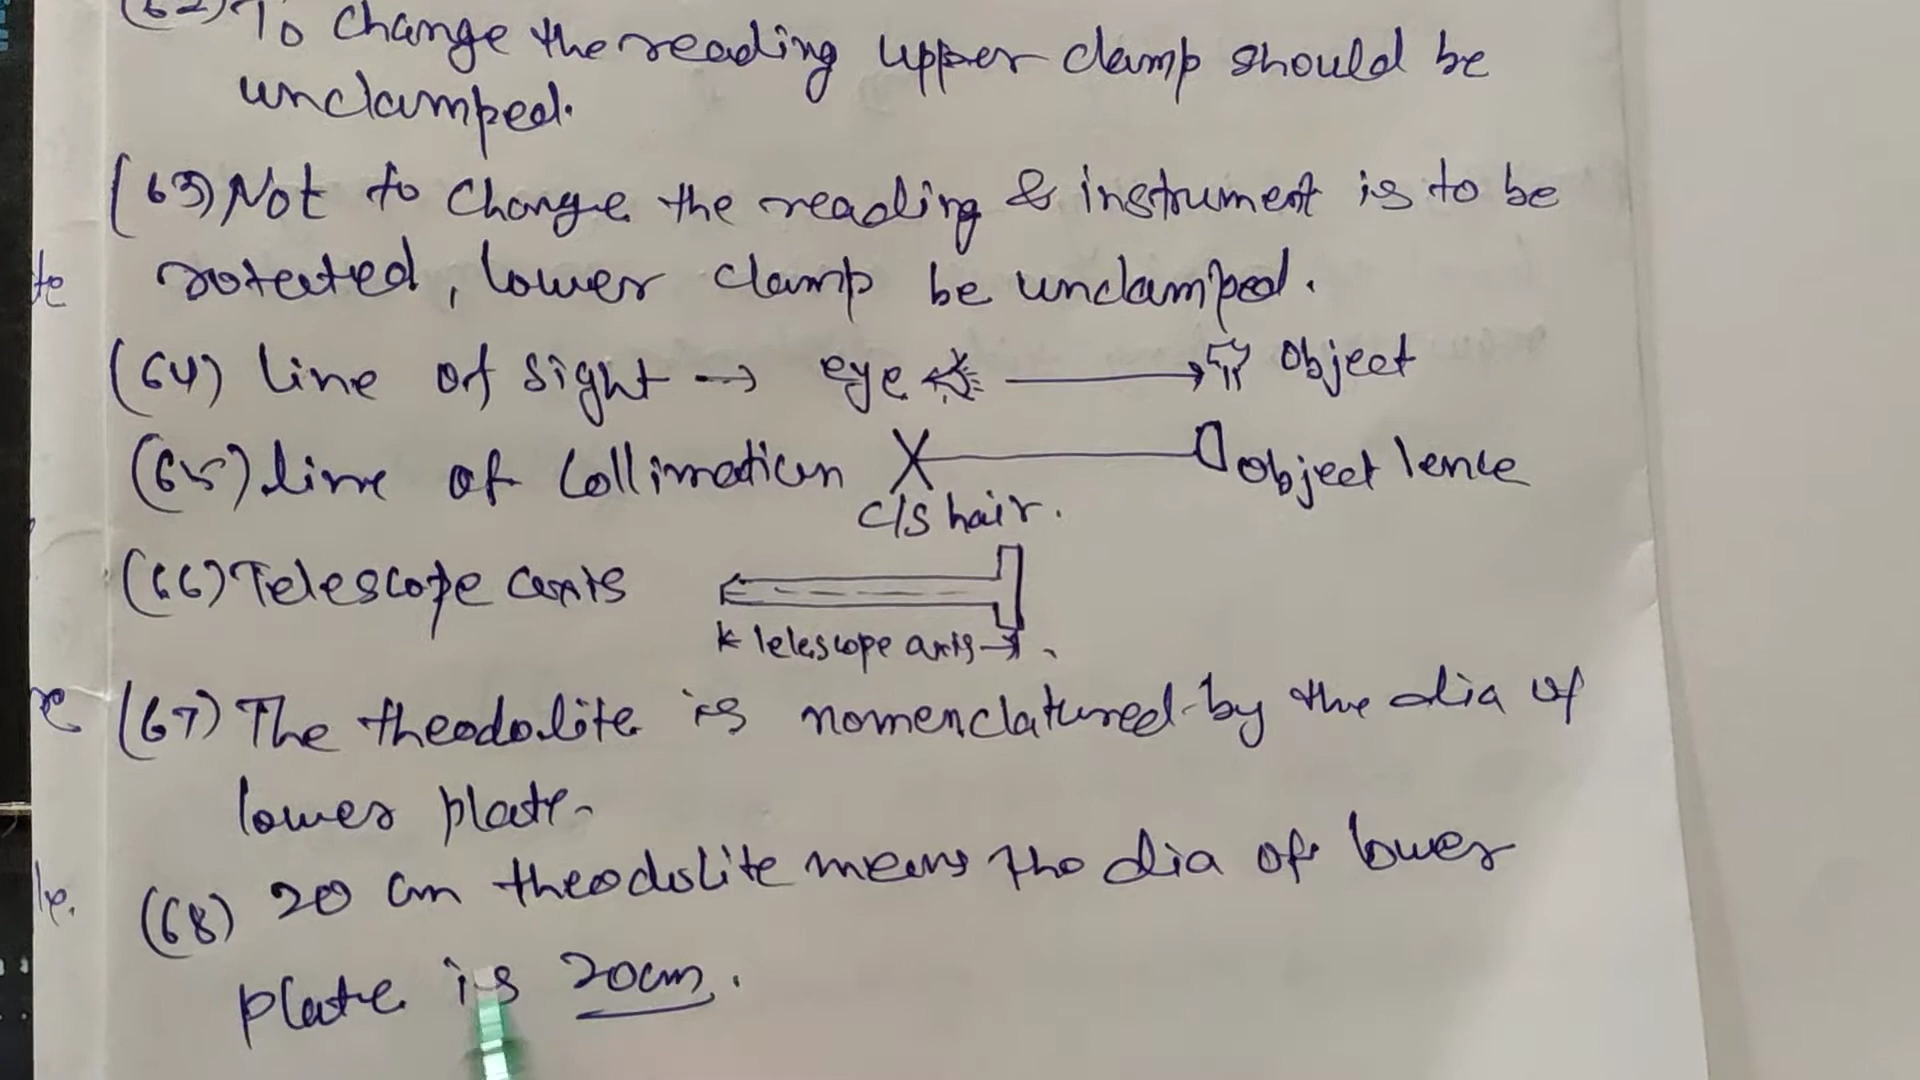 (62) To change the reading upper clamp should be
unclamped.
(63) Not to change the reading & instrument is to be
te rotated, lower clamp be unclamped.
(64) line of sight → eye → object
(65) line of Collimation object lence
c/s hair.
(66) Telescope axis
telescope axis
e (67) The theodolite is nomenclatured by the dia of
lower plate.
le. (68) 20 cm theodolite means the dia of lower
plate is 20cm.